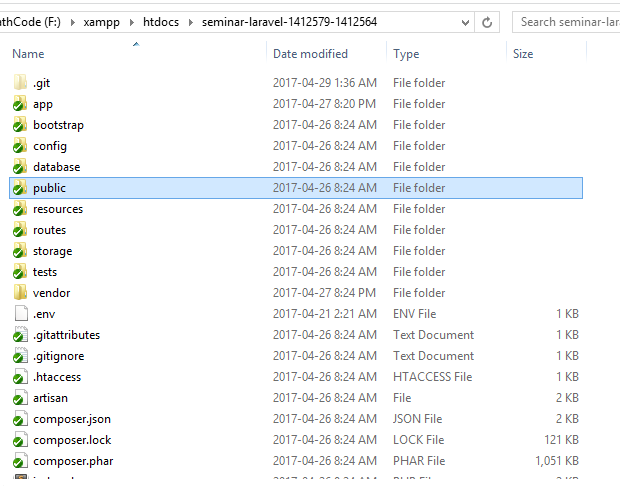 nthCode (F:) xampp htdocs seminar-laravel-1412579-1412564 Search seminar-la
Name Date modified Type Size
.git 2017-04-29 1:36 AM File folder
app 2017-04-27 8:20 PM File folder
bootstrap 2017-04-26 8:24 AM File folder
config 2017-04-26 8:24 AM File folder
database 2017-04-26 8:24 AM File folder
public 2017-04-26 8:24 AM File folder
resources 2017-04-26 8:24 AM File folder
routes 2017-04-26 8:24 AM File folder
storage 2017-04-26 8:24 AM File folder
tests 2017-04-26 8:24 AM File folder
vendor 2017-04-27 8:24 PM File folder
.env 2017-04-21 2:21 AM ENV File 1 KB
.gitattributes 2017-04-26 8:24 AM Text Document 1 KB
.gitignore 2017-04-26 8:24 AM Text Document 1 KB
.htaccess 2017-04-26 8:24 AM HTACCESS File 1 KB
artisan 2017-04-26 8:24 AM File 2 KB
composer.json 2017-04-26 8:24 AM JSON File 2 KB
composer.lock 2017-04-26 8:24 AM LOCK File 121 KB
composer.phar 2017-04-26 8:24 AM PHAR File 1,051 KB